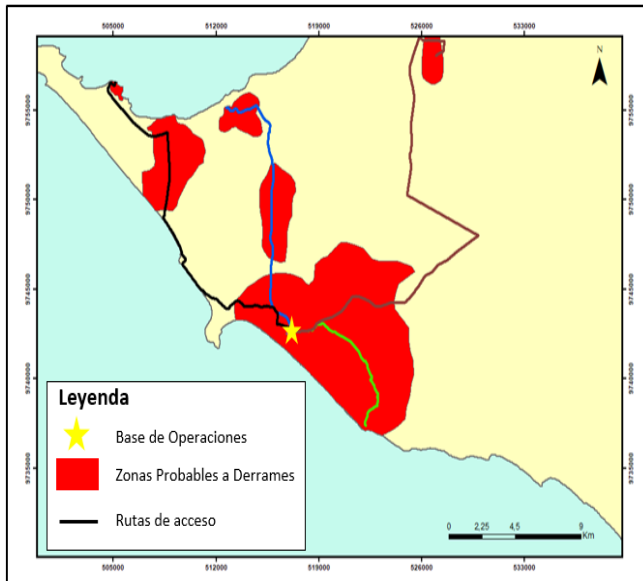 505000 512000 519000 526000 533000
N
9755000 9755000
9750000 9750000
9745000 9745000
9740000 9740000
9735000 9735000
Leyenda
Base de Operaciones
Zonas Probables a Derrames
Rutas de acceso
0 2,25 4,5 9
Km
505000 512000 519000 526000 533000